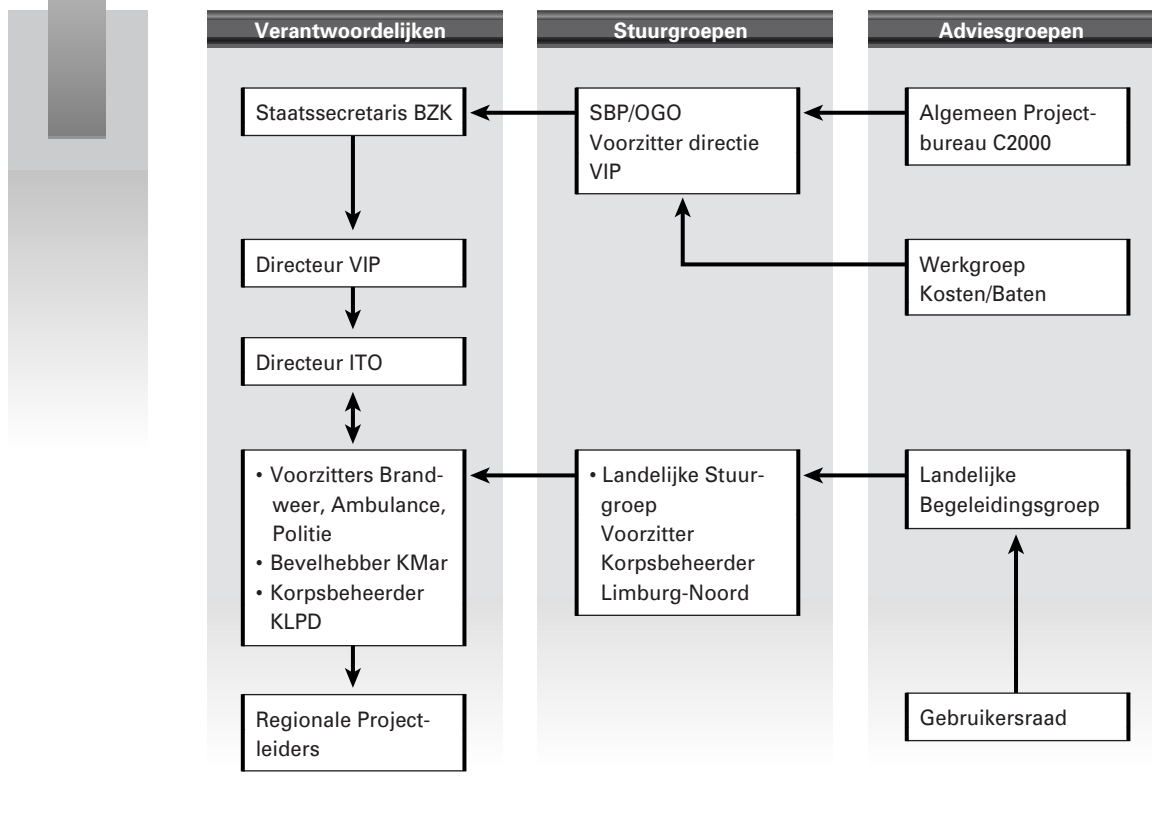 Verantwoordelijken
Staatssecretaris BZK
Directeur VIP
Directeur ITO
• Voorzitters Brand-
weer, Ambulance,
Politie
• Bevelhebber KMar
• Korpsbeheerder
KLPD
Regionale Project-
leiders
Stuurgroepen
SBP/OGO
Voorzitter directie
VIP
• Landelijke Stuur-
groep
Voorzitter
Korpsbeheerder
Limburg-Noord
Adviesgroepen
Algemeen Project-
bureau C2000
Werkgroep
Kosten/Baten
Landelijke
Begeleidingsgroep
Gebruikersraad